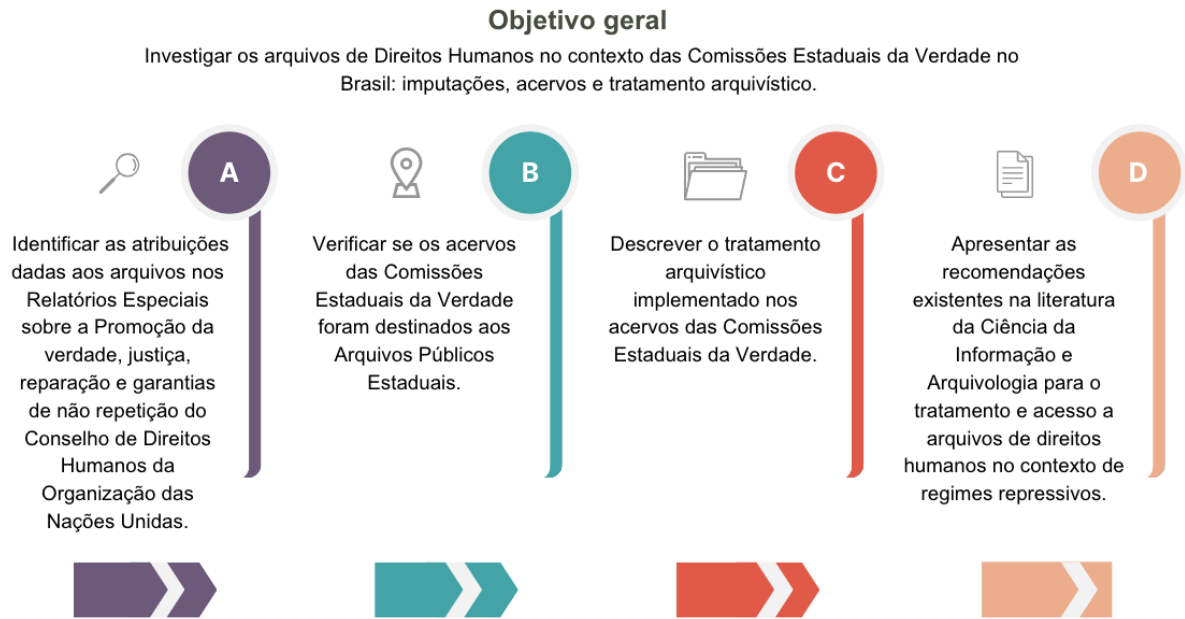 Objetivo geral
Investigar os arquivos de Direitos Humanos no contexto das Comissões Estaduais da Verdade no
Brasil: imputações, acervos e tratamento arquivístico.
A
Identificar as atribuições
dadas aos arquivos nos
Relatórios Especiais
sobre a Promoção da
verdade, justiça,
reparação e garantias
de não repetição do
Conselho de Direitos
Humanos da
Organização das
Nações Unidas.
B
Verificar se os acervos
das Comissões
Estaduais da Verdade
foram destinados aos
Arquivos Públicos
Estaduais.
C
Descrever o tratamento
arquivístico
implementado nos
acervos das Comissões
Estaduais da Verdade.
D
Apresentar as
recomendações
existentes na literatura
da Ciência da
Informação e
Arquivologia para o
tratamento e acesso a
arquivos de direitos
humanos no contexto de
regimes repressivos.